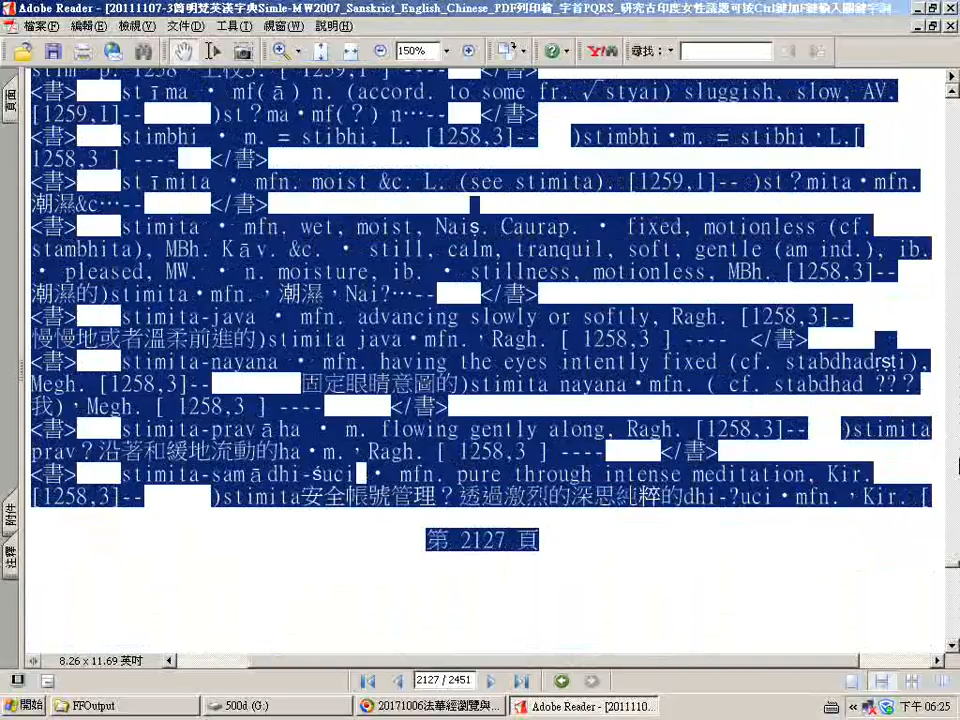 Adobe Reader - [20111107-3簡明梵英漢字典Simle-MW2007_Sanskrict_English_Chinese_PDF列印檔_字首PQRS_研究古印度女性議題可按Ctrl鍵加F鍵輸入關鍵字詞
檔案(F) 編輯(E) 檢視(V) 文件(D) 工具(T) 視窗(W) 說明(H)
150% Y! 尋找：
頁面
<書> stīma • mf(ā) n. (accord. to some fr. √styai) sluggish, slow, AV.
[1259,1]-- )st？ma•mf(？) n…-- </書>
<書> stimbhi • m. = stibhi, L. [1258,3]-- )stimbhi•m. = stibhi，L.[
1258,3 ] ---- </書>
<書> stīmita • mfn. moist &c. L. (see stimita). [1259,1]-- )st？mita•mfn.
潮濕&c…-- </書>
<書> stimita • mfn. wet, moist, Naiṣ. Caurap. • fixed, motionless (cf.
stambhita), MBh. Kāv. &c. • still, calm, tranquil, soft, gentle (am ind.), ib.
• pleased, MW. • n. moisture, ib. • stillness, motionless, MBh. [1258,3]--
潮濕的)stimita•mfn.，潮濕，Nai?…-- </書>
<書> stimita-java • mfn. advancing slowly or softly, Ragh. [1258,3]--
慢慢地或者溫柔前進的)stimita java•mfn.，Ragh. [ 1258,3 ] ---- </書>
<書> stimita-nayana • mfn. having the eyes intently fixed (cf. stabdhadṛṣṭi),
Megh. [1258,3]-- 固定眼睛意圖的)stimita nayana•mfn. ( cf. stabdhad ???
我)，Megh. [ 1258,3 ] ---- </書>
<書> stimita-pravāha • m. flowing gently along, Ragh. [1258,3]-- )stimita
prav？沿著和緩地流動的ha•m.，Ragh. [ 1258,3 ] ---- </書>
<書> stimita-samādhi-śuci • mfn. pure through intense meditation, Kir.
[1258,3]-- )stimita安全帳號管理？透過激烈的深思純粹的dhi-?uci•mfn.，Kir. [
第 2127 頁
附件
注釋
8.26 x 11.69 英吋
2127 / 2451
開始 FFOutput 500d (G:) 20171006法華經瀏覽與... Adobe Reader - [2011110... 下午 06:25